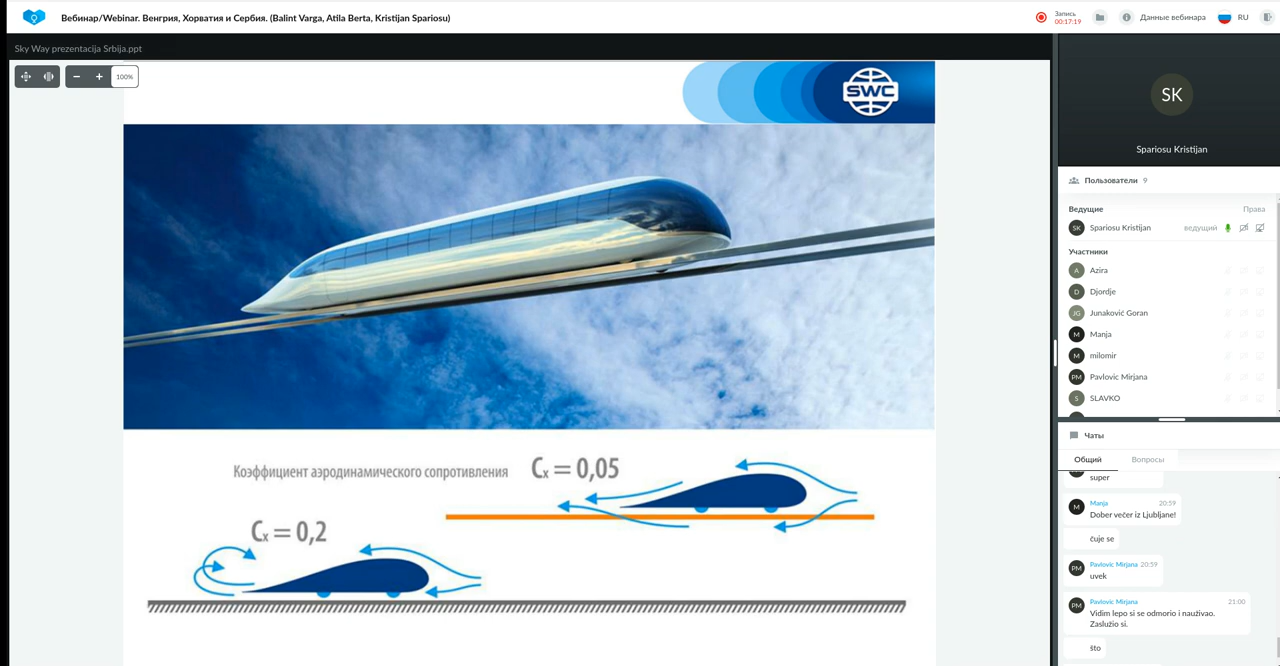 Вебинар/Webinar. Венгрия, Хорватия и Сербия. (Balint Varga, Atila Berta, Kristijan Spariosu)
Запись
00:17:19
Данные вебинара
RU
Sky Way prezentacija Srbija.ppt
100%
SWC
Коэффициент аэродинамического сопротивления
Cₓ = 0,05
Cₓ = 0,2
SK
Spariosu Kristijan
Пользователи 9
Ведущие Права
SK Spariosu Kristijan ведущий
Участники
A Azira
D Djordje
JG Junaković Goran
M Manja
M milomir
PM Pavlovic Mirjana
S SLAVKO
Чаты
Общий Вопросы
super
M Manja 20:59
Dober večer iz Ljubljane!
čuje se
PM Pavlovic Mirjana 20:59
uvek
PM Pavlovic Mirjana 21:00
Vidim lepo si se odmorio i nauživao.
Zaslužio si.
što